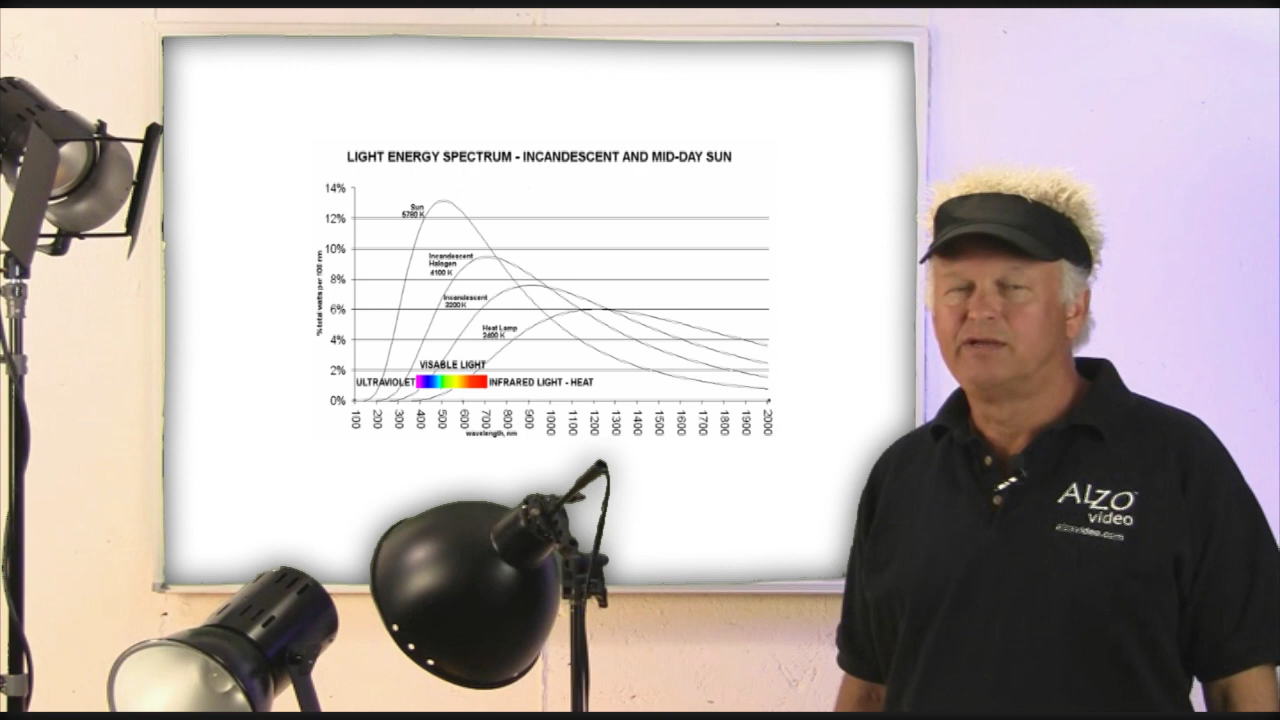 LIGHT ENERGY SPECTRUM - INCANDESCENT AND MID-DAY SUN
14%
12%
10%
8%
6%
4%
2%
0%
% total watts per 100 nm
Sun
5780 K
Incandescent
Halogen
4100 K
Incandescent
3200 K
Heat Lamp
2400 K
VISABLE LIGHT
ULTRAVIOLET
INFRARED LIGHT - HEAT
100 200 300 400 500 600 700 800 900 1000 1100 1200 1300 1400 1500 1600 1700 1800 1900 2000
wavelength, nm
ALZO
video
alzovideo.com